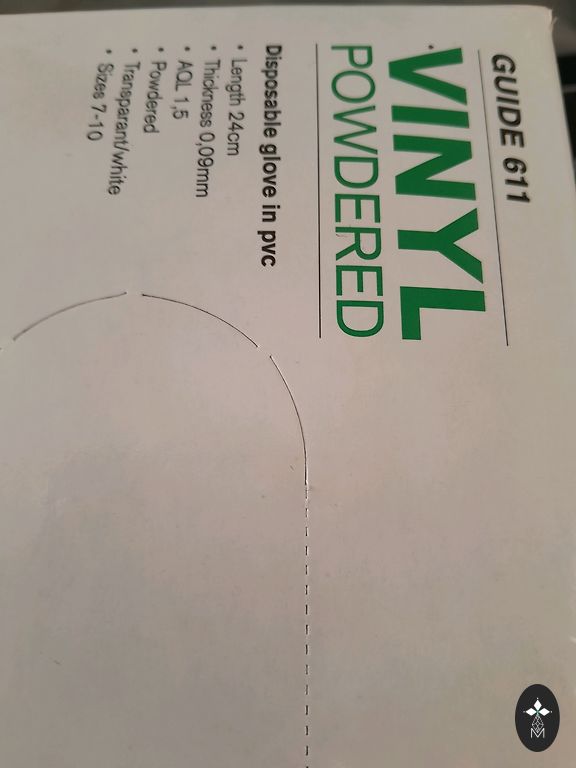 GUIDE 611
VINYL
POWDERED
Disposable glove in pvc
• Length 24cm
• Thickness 0,09mm
• AQL 1,5
• Powdered
• Transparant/white
• Sizes 7-10
M